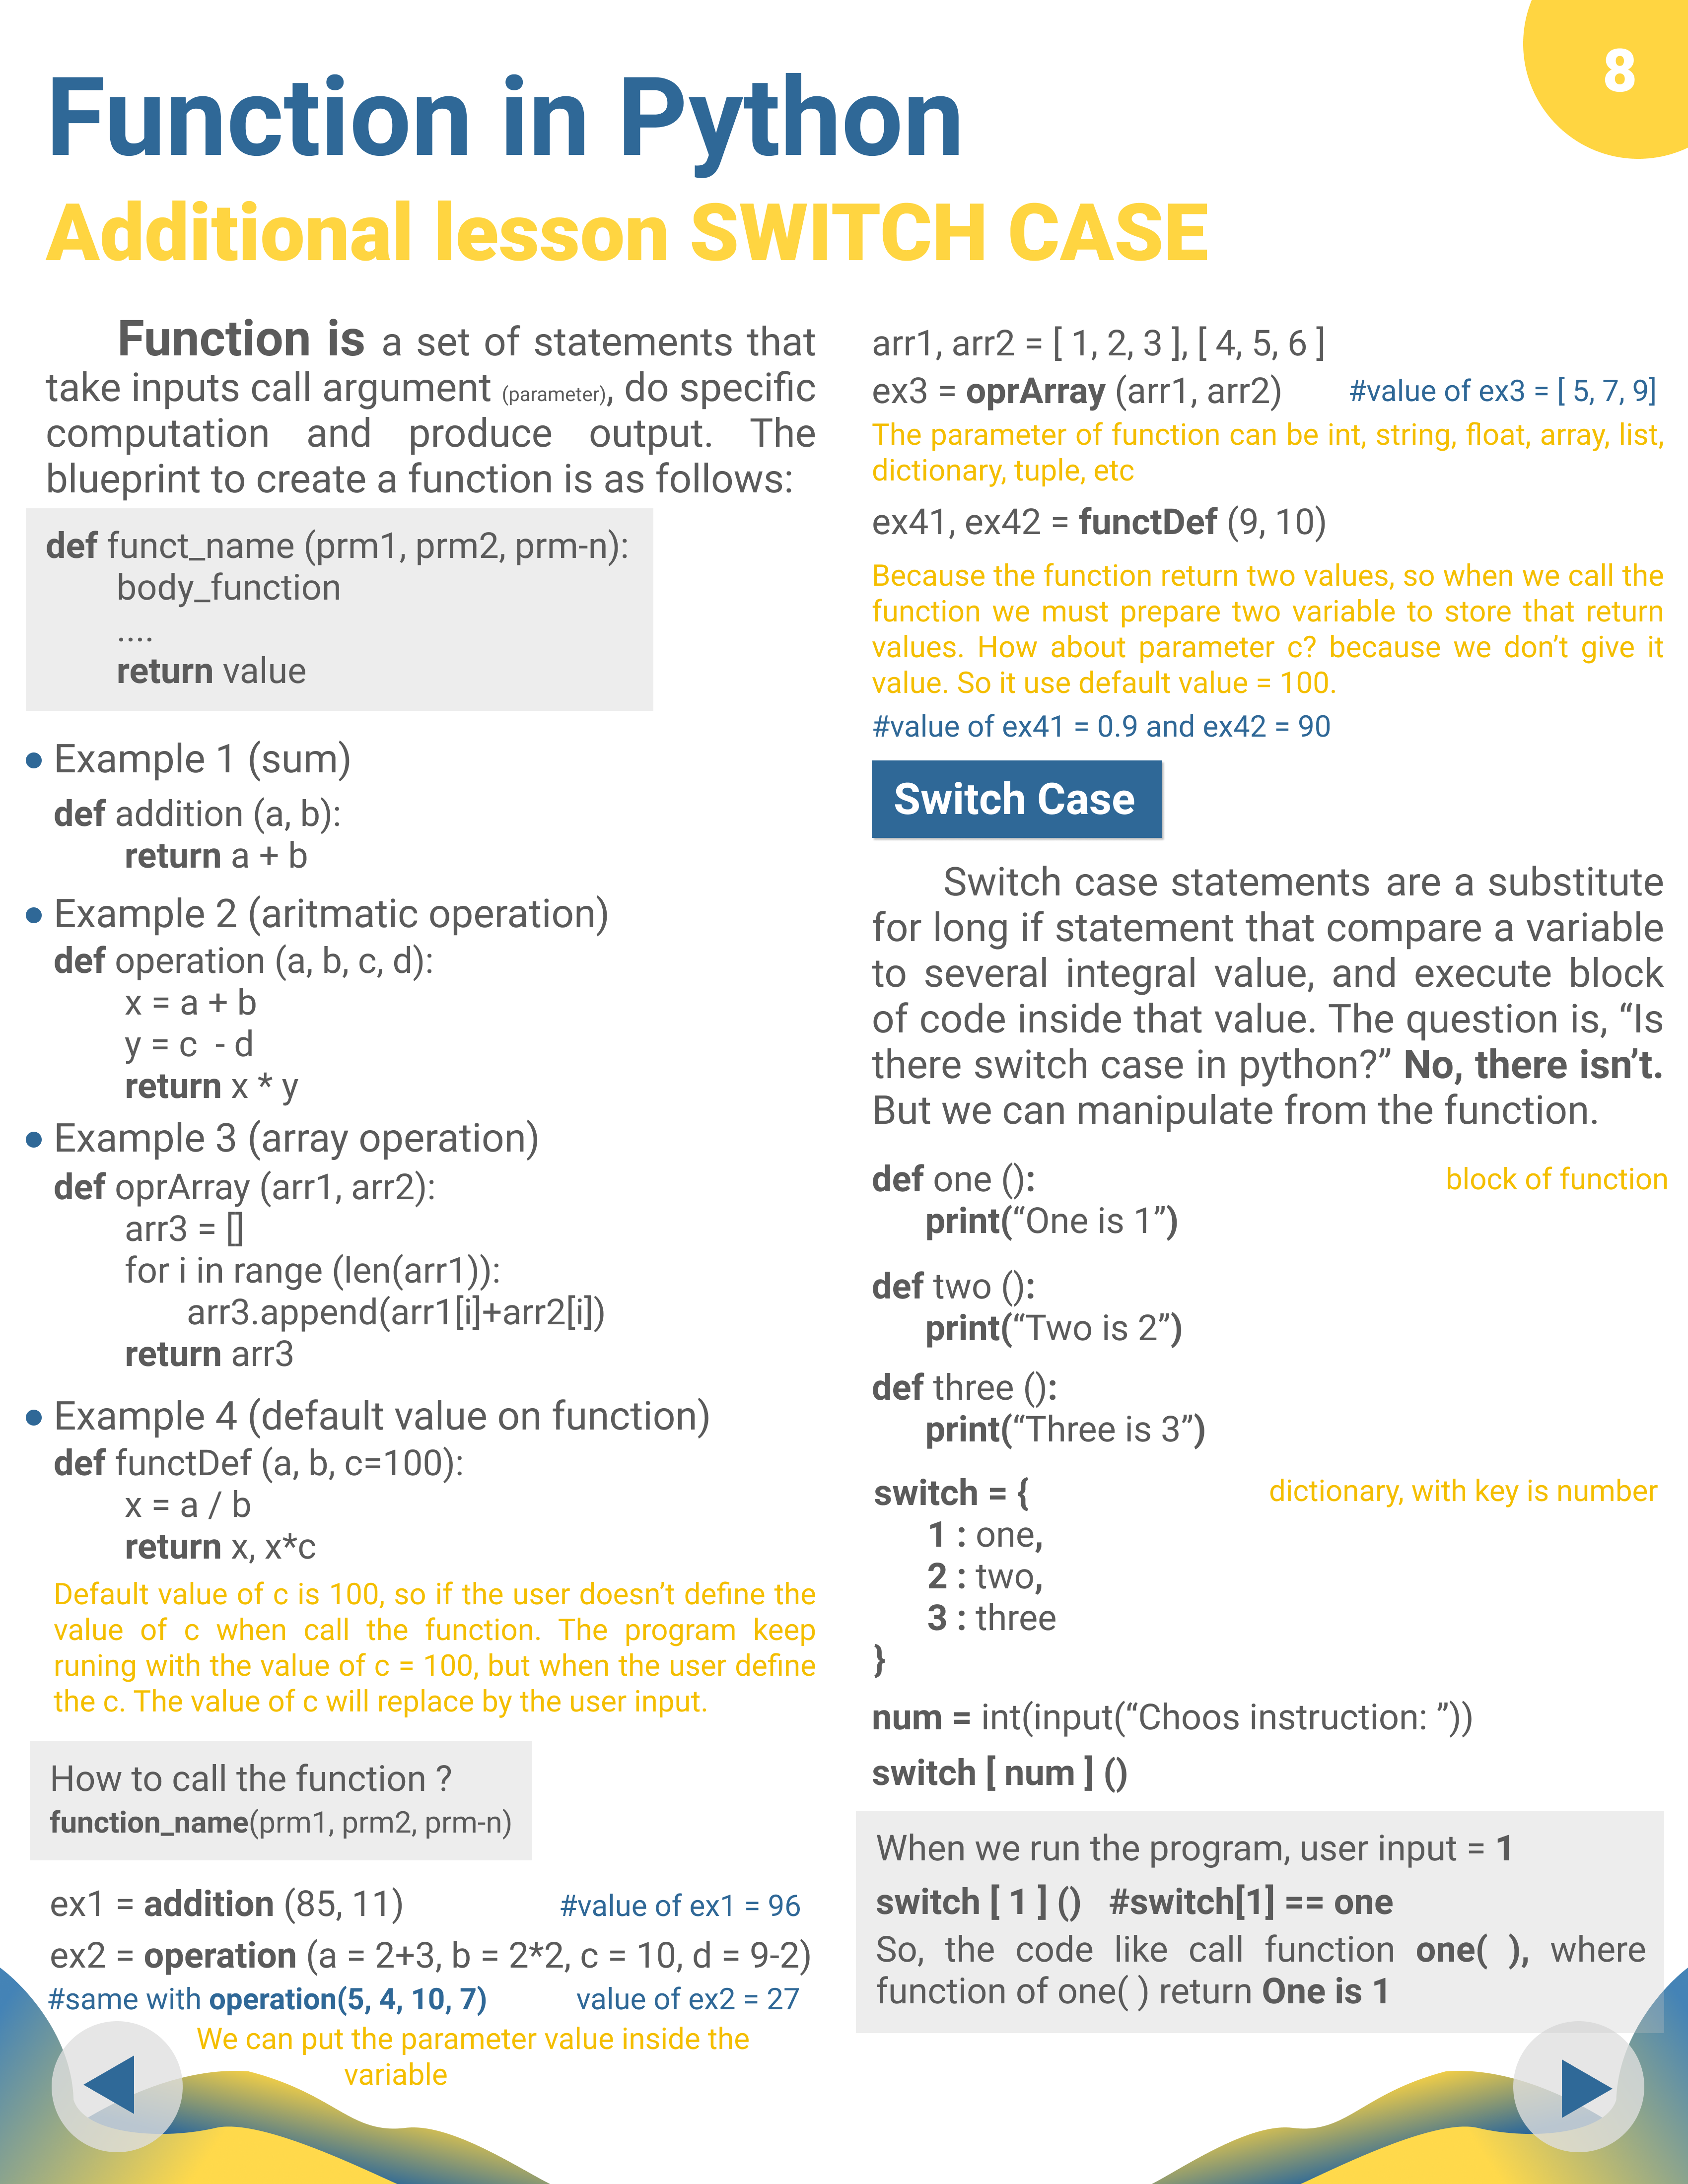 8
Function in Python
Additional lesson SWITCH CASE
Function is a set of statements that
take inputs call argument (parameter), do specific
computation and produce output. The
blueprint to create a function is as follows:
def funct_name (prm1, prm2, prm-n):
body_function
....
return value
• Example 1 (sum)
def addition (a, b):
return a + b
• Example 2 (aritmatic operation)
def operation (a, b, c, d):
x = a + b
y = c  - d
return x * y
• Example 3 (array operation)
def oprArray (arr1, arr2):
arr3 = []
for i in range (len(arr1)):
arr3.append(arr1[i]+arr2[i])
return arr3
• Example 4 (default value on function)
def functDef (a, b, c=100):
x = a / b
return x, x*c
Default value of c is 100, so if the user doesn’t define the
value of c when call the function. The program keep
runing with the value of c = 100, but when the user define
the c. The value of c will replace by the user input.
How to call the function ?
function_name(prm1, prm2, prm-n)
ex1 = addition (85, 11) #value of ex1 = 96
ex2 = operation (a = 2+3, b = 2*2, c = 10, d = 9-2)
#same with operation(5, 4, 10, 7) value of ex2 = 27
We can put the parameter value inside the
variable
arr1, arr2 = [ 1, 2, 3 ], [ 4, 5, 6 ]
ex3 = oprArray (arr1, arr2) #value of ex3 = [ 5, 7, 9]
The parameter of function can be int, string, float, array, list,
dictionary, tuple, etc
ex41, ex42 = functDef (9, 10)
Because the function return two values, so when we call the
function we must prepare two variable to store that return
values. How about parameter c? because we don’t give it
value. So it use default value = 100.
#value of ex41 = 0.9 and ex42 = 90
Switch Case
Switch case statements are a substitute
for long if statement that compare a variable
to several integral value, and execute block
of code inside that value. The question is, “Is
there switch case in python?” No, there isn’t.
But we can manipulate from the function.
def one (): block of function
print(“One is 1”)
def two ():
print(“Two is 2”)
def three ():
print(“Three is 3”)
switch = { dictionary, with key is number
1 : one,
2 : two,
3 : three
}
num = int(input(“Choos instruction: ”))
switch [ num ] ()
When we run the program, user input = 1
switch [ 1 ] () #switch[1] == one
So, the code like call function one( ), where
function of one( ) return One is 1